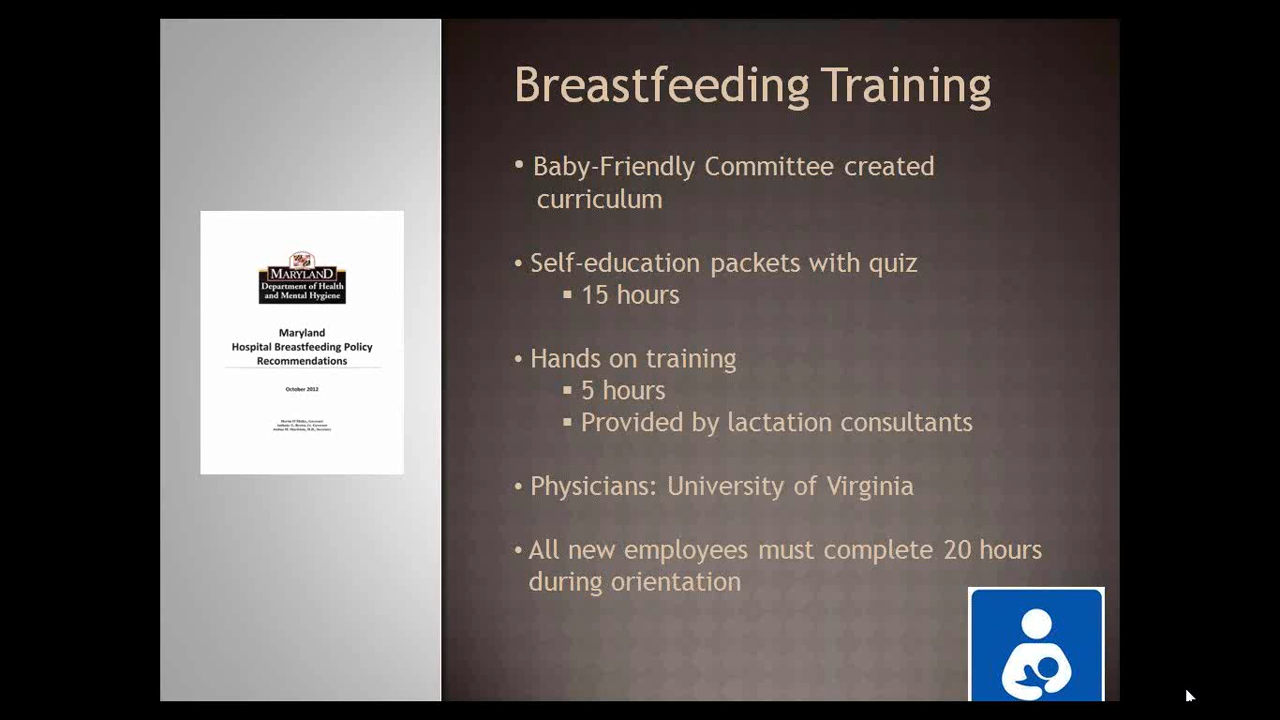 Breastfeeding Training
• Baby-Friendly Committee created
curriculum
• Self-education packets with quiz
▪ 15 hours
• Hands on training
▪ 5 hours
▪ Provided by lactation consultants
• Physicians: University of Virginia
• All new employees must complete 20 hours
during orientation
MARYLAND
Department of Health
and Mental Hygiene
Maryland
Hospital Breastfeeding Policy
Recommendations
October 2012